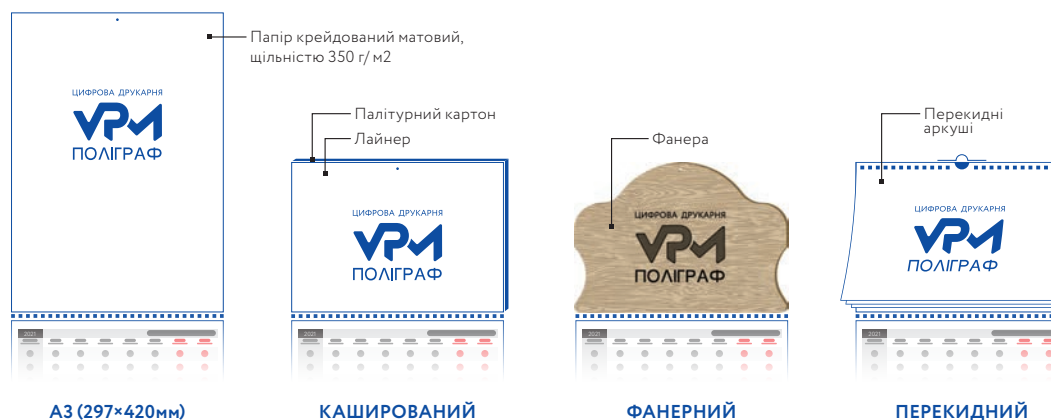 Папір крейдований матовий,
щільністю 350 г/м2
ЦИФРОВА ДРУКАРНЯ
VPM
ПОЛІГРАФ
2021
А3 (297×420мм)
Палітурний картон
Лайнер
ЦИФРОВА ДРУКАРНЯ
VPM
ПОЛІГРАФ
2021
КАШИРОВАНИЙ
Фанера
ЦИФРОВА ДРУКАРНЯ
VPM
ПОЛІГРАФ
2021
ФАНЕРНИЙ
Перекидні
аркуші
ЦИФРОВА ДРУКАРНЯ
VPM
ПОЛІГРАФ
2021
ПЕРЕКИДНИЙ